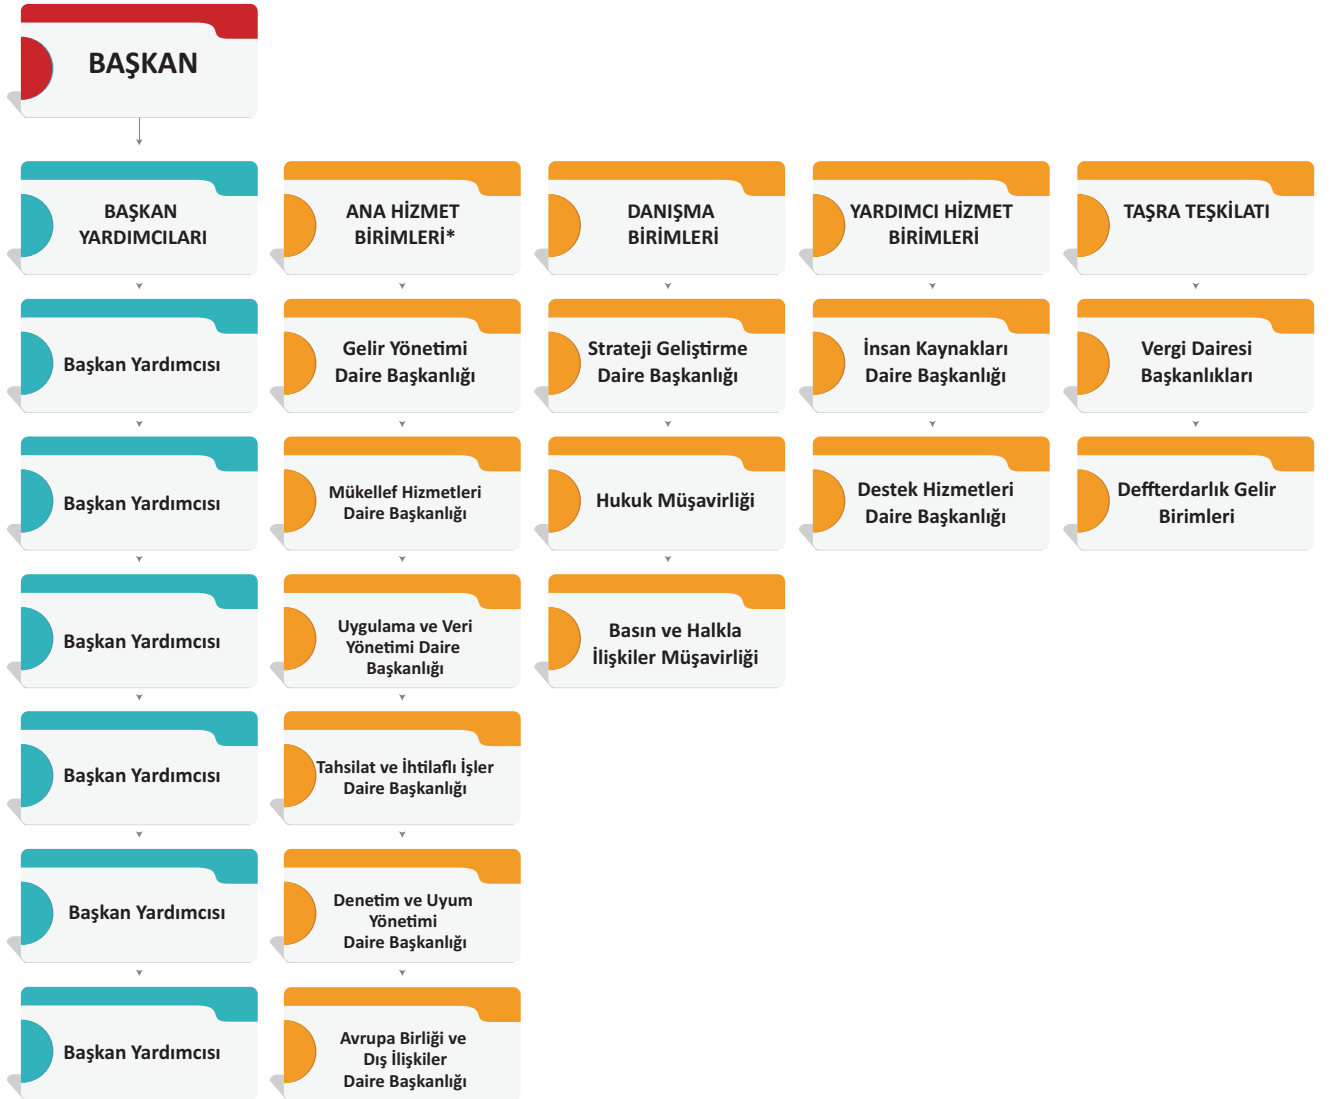 BAŞKAN
BAŞKAN
YARDIMCILARI
ANA HİZMET
BİRİMLERİ*
DANIŞMA
BİRİMLERİ
YARDIMCI HİZMET
BİRİMLERİ
TAŞRA TEŞKİLATI
Başkan Yardımcısı
Gelir Yönetimi
Daire Başkanlığı
Strateji Geliştirme
Daire Başkanlığı
İnsan Kaynakları
Daire Başkanlığı
Vergi Dairesi
Başkanlıkları
Başkan Yardımcısı
Mükellef Hizmetleri
Daire Başkanlığı
Hukuk Müşavirliği
Destek Hizmetleri
Daire Başkanlığı
Deffterdarlık Gelir
Birimleri
Başkan Yardımcısı
Uygulama ve Veri
Yönetimi Daire
Başkanlığı
Basın ve Halkla
İlişkiler Müşavirliği
Başkan Yardımcısı
Tahsilat ve İhtilaflı İşler
Daire Başkanlığı
Başkan Yardımcısı
Denetim ve Uyum
Yönetimi
Daire Başkanlığı
Başkan Yardımcısı
Avrupa Birliği ve
Dış İlişkiler
Daire Başkanlığı